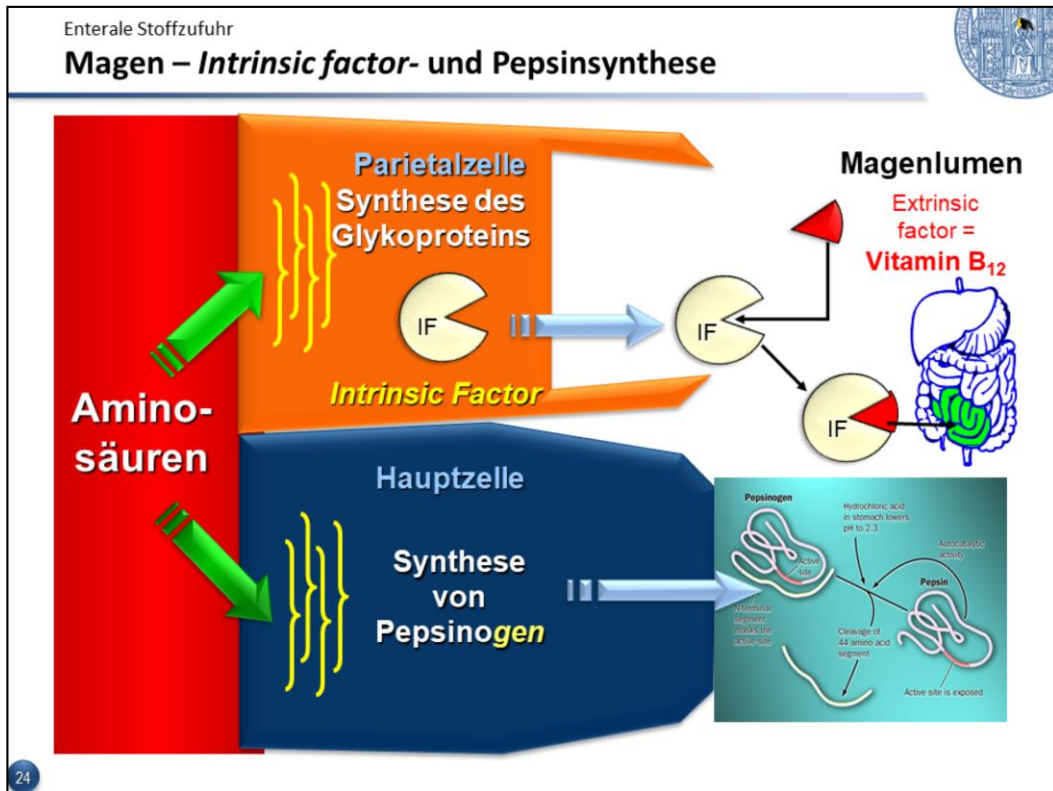 Enterale Stoffzufuhr
Magen – Intrinsic factor- und Pepsinsynthese
Parietalzelle
Synthese des
Glykoproteins
IF
Intrinsic Factor
Magenlumen
Extrinsic
factor =
Vitamin B12
IF
IF
Amino-
säuren
Hauptzelle
Synthese
von
Pepsinogen
Pepsinogen
Hydrochloric acid
in stomach lowers
pH to 2.3
Autocatalytic
activity
Active
site
Pepsin
N-terminal
segment
masks the
active-site
Cleavage of
44 amino acid
segment
Active site is exposed
24